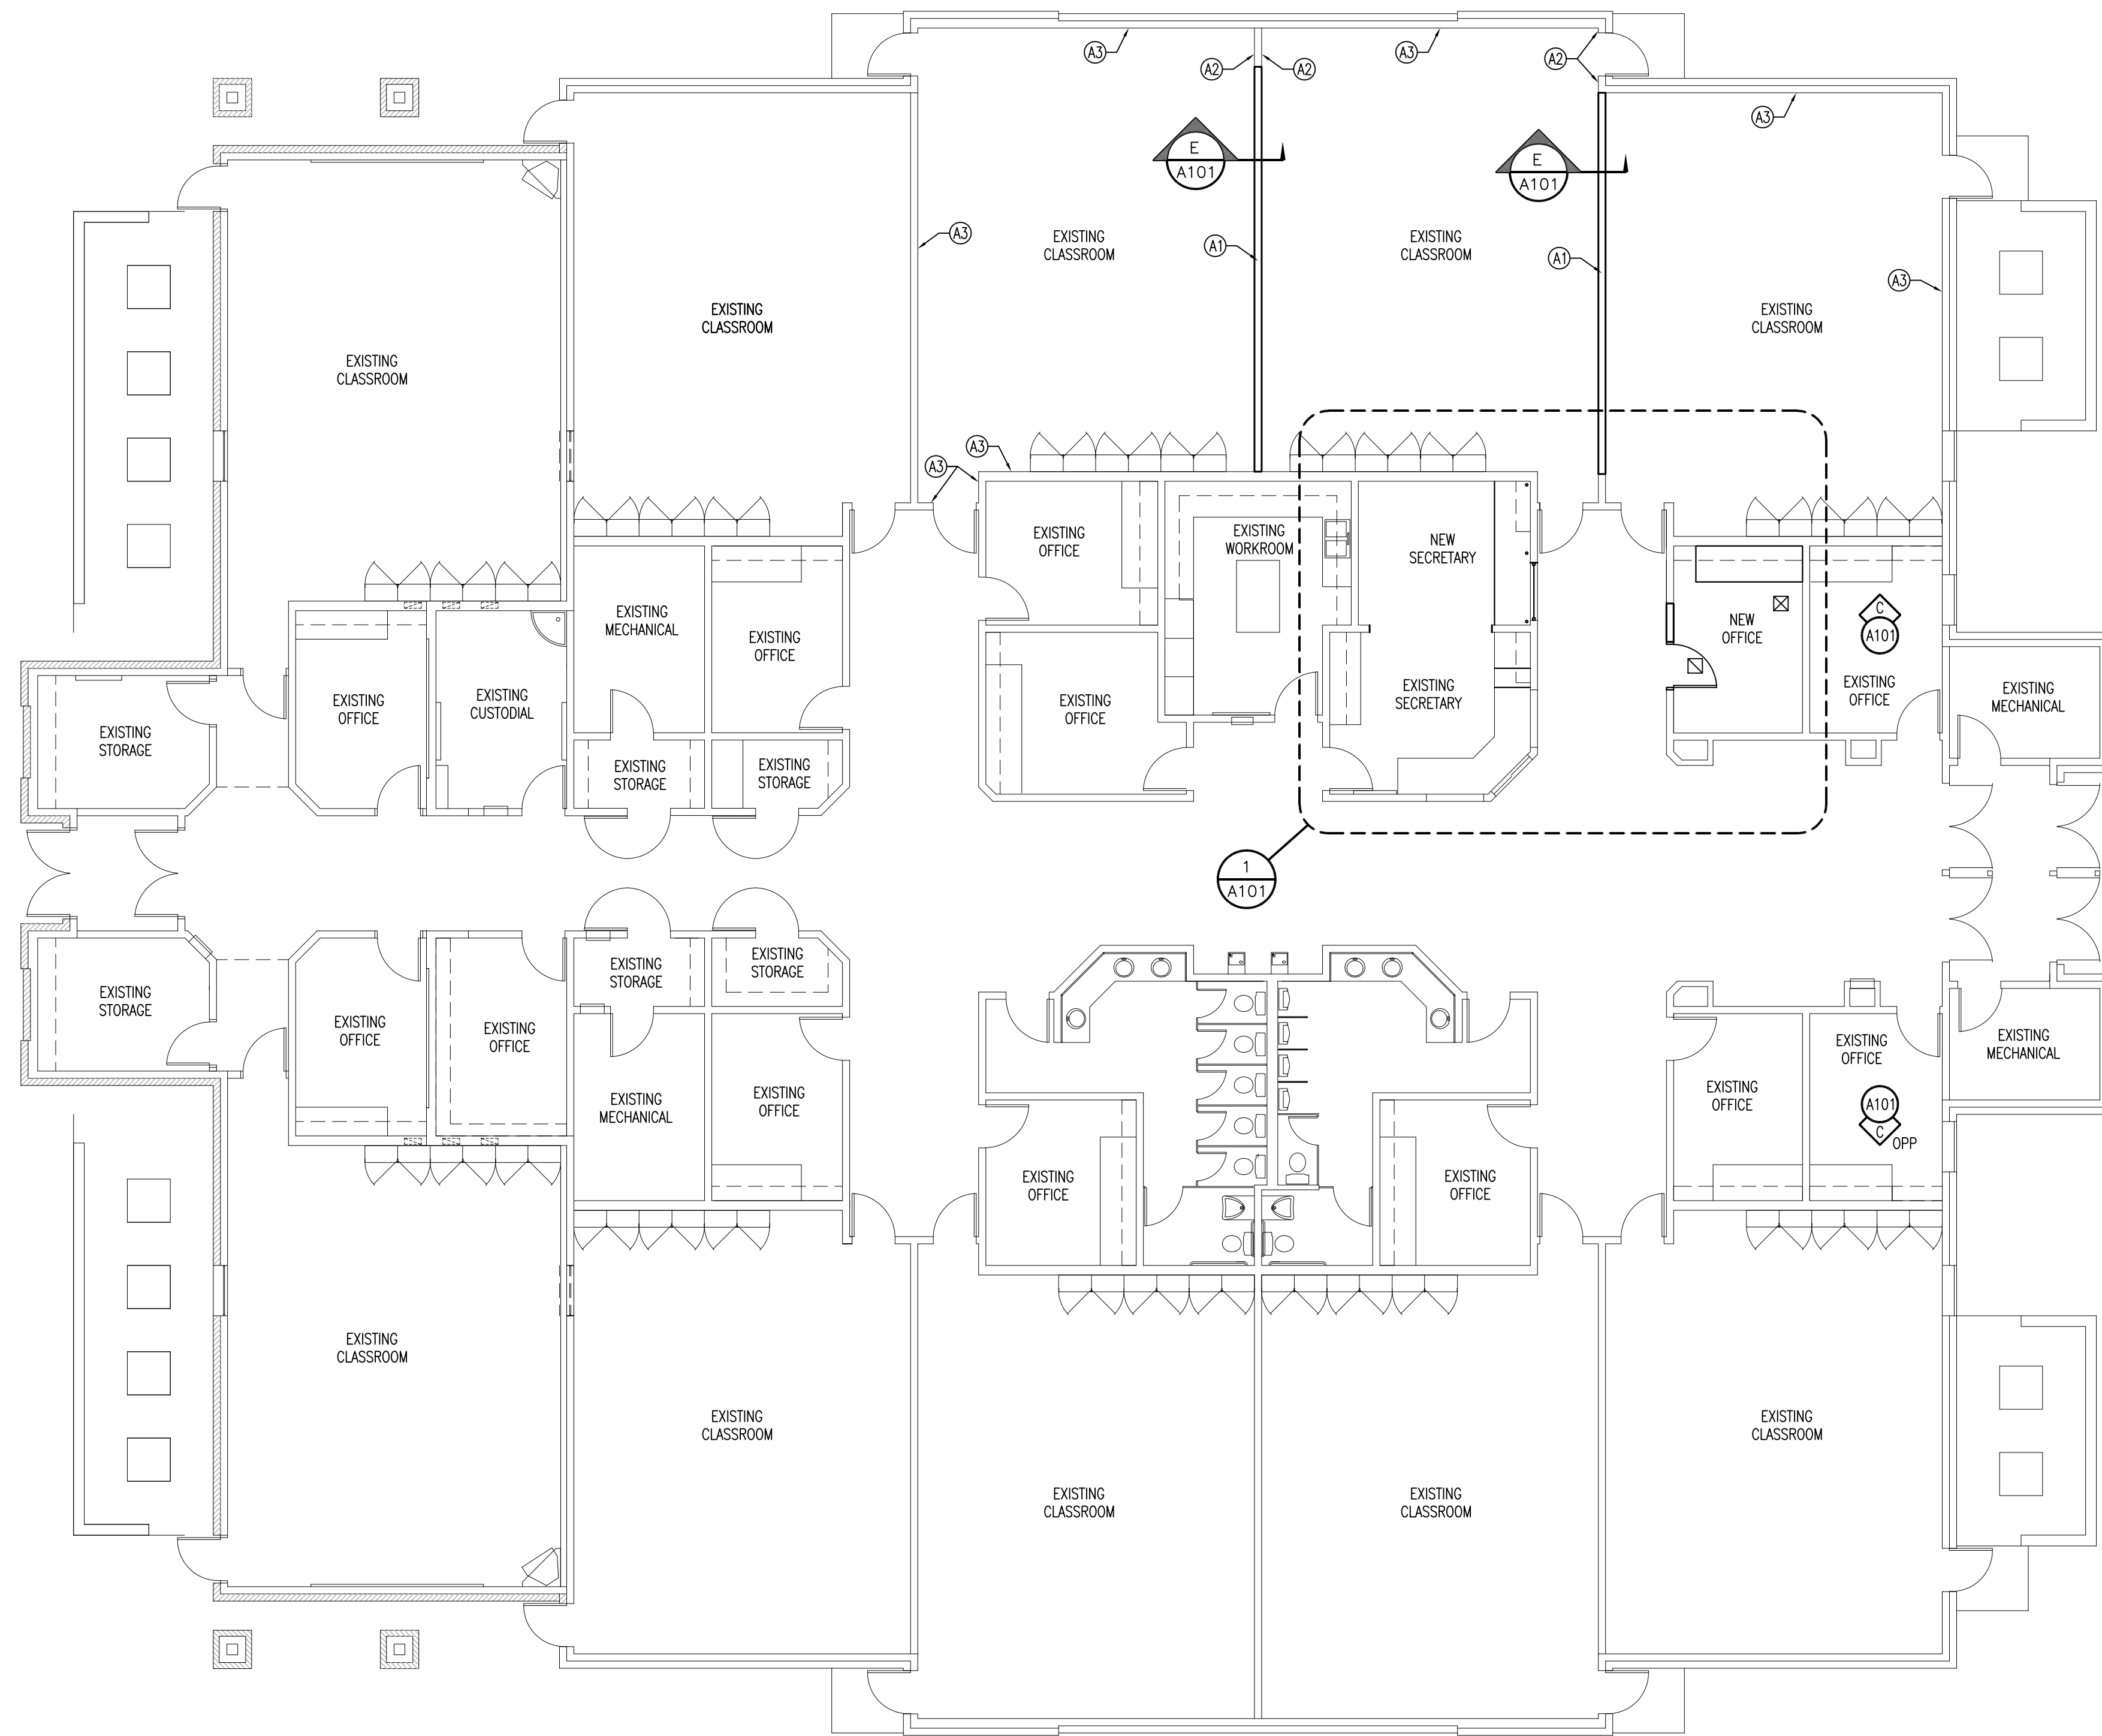 A3
A3
A2
A2
A2
A3
E
A101
E
A101
A3
A1
A1
A3
EXISTING
CLASSROOM
EXISTING
CLASSROOM
EXISTING
CLASSROOM
EXISTING
CLASSROOM
EXISTING
CLASSROOM
A3
A3
EXISTING
OFFICE
EXISTING
WORKROOM
NEW
SECRETARY
EXISTING
MECHANICAL
EXISTING
OFFICE
NEW
OFFICE
C
A101
EXISTING
STORAGE
EXISTING
OFFICE
EXISTING
CUSTODIAL
EXISTING
OFFICE
EXISTING
SECRETARY
EXISTING
OFFICE
EXISTING
MECHANICAL
EXISTING
STORAGE
EXISTING
STORAGE
1
A101
EXISTING
STORAGE
EXISTING
OFFICE
EXISTING
OFFICE
EXISTING
STORAGE
EXISTING
STORAGE
EXISTING
MECHANICAL
EXISTING
OFFICE
EXISTING
OFFICE
EXISTING
OFFICE
EXISTING
OFFICE
EXISTING
OFFICE
A101
C
OPP
EXISTING
MECHANICAL
EXISTING
CLASSROOM
EXISTING
CLASSROOM
EXISTING
CLASSROOM
EXISTING
CLASSROOM
EXISTING
CLASSROOM